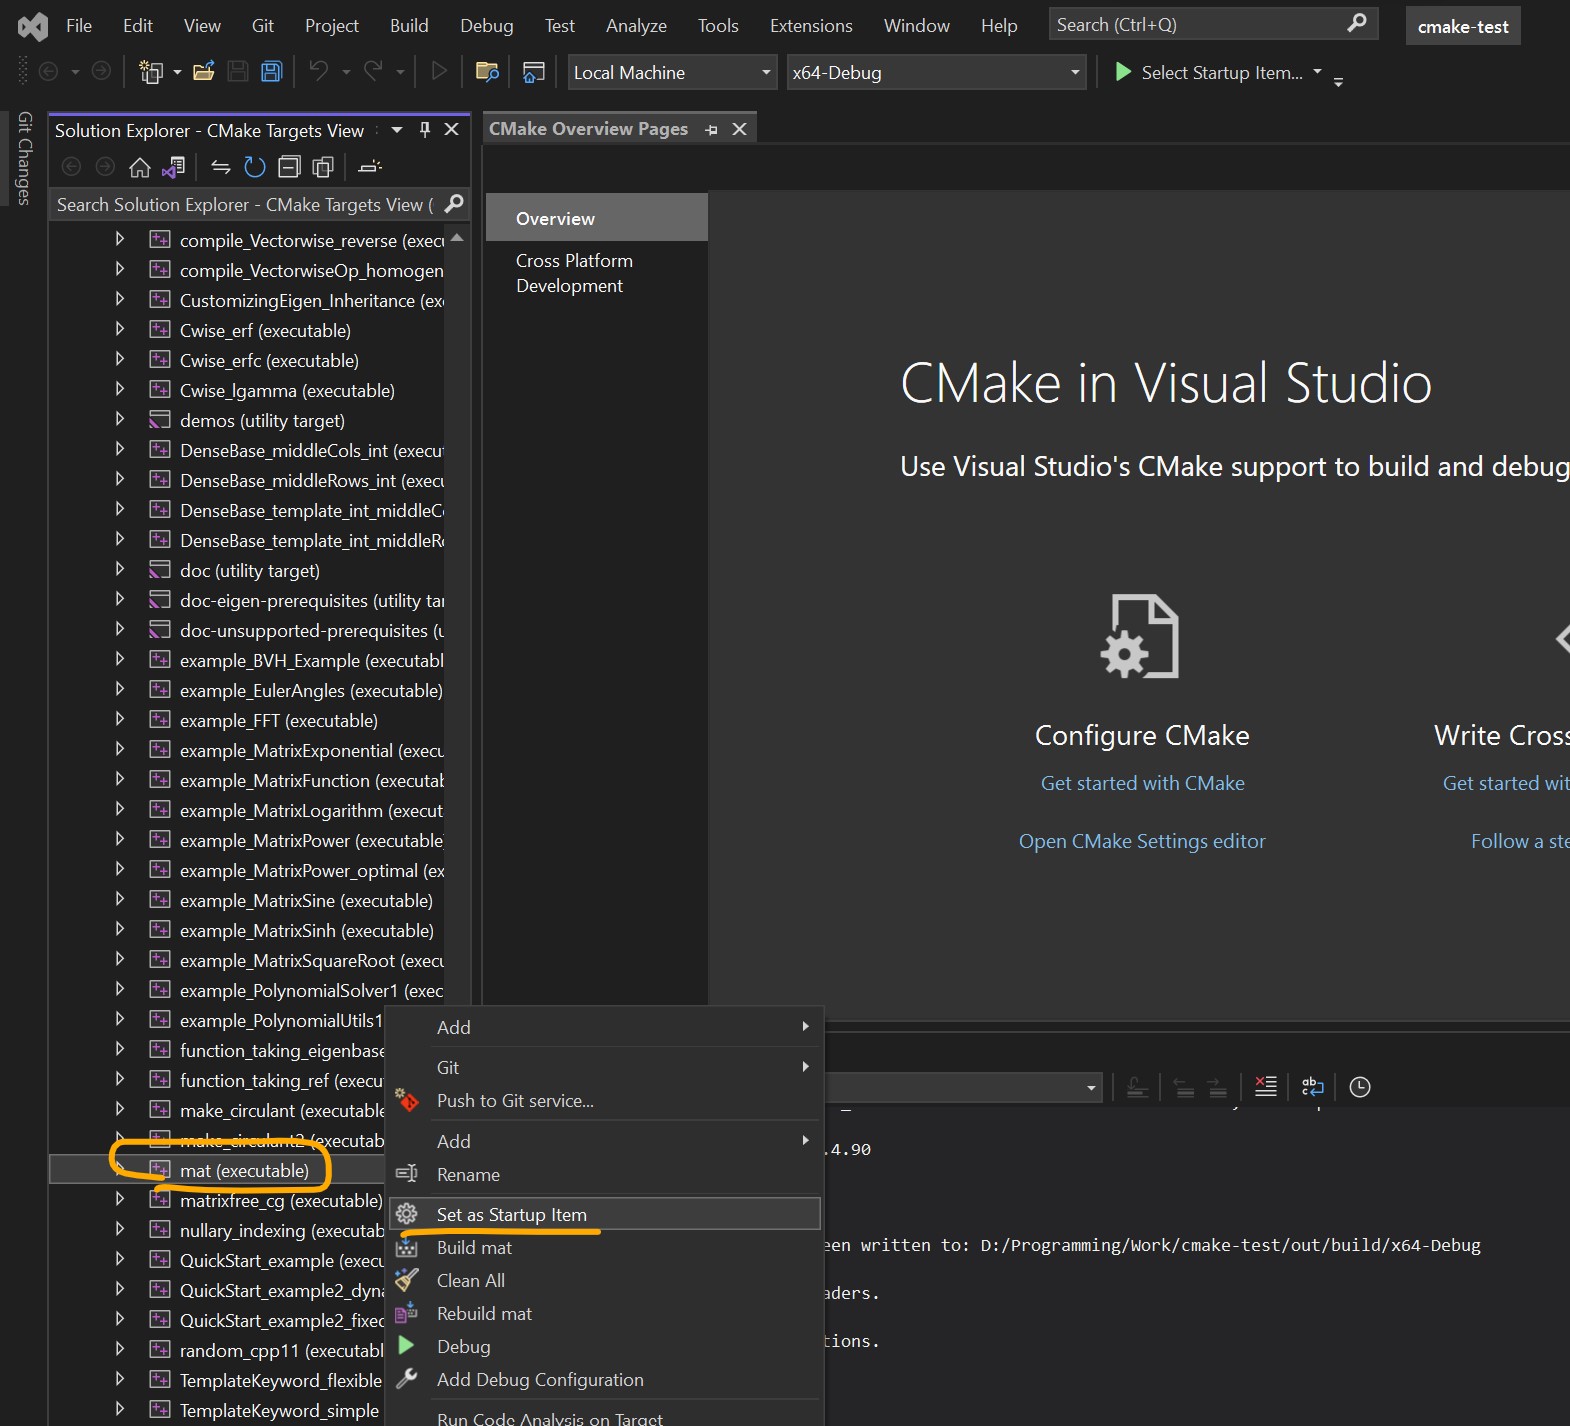 File Edit View Git Project Build Debug Test Analyze Tools Extensions Window Help Search (Ctrl+Q) cmake-test
Local Machine x64-Debug Select Startup Item...
Git Changes
Solution Explorer - CMake Targets View
Search Solution Explorer - CMake Targets View (
compile_Vectorwise_reverse (execu
compile_VectorwiseOp_homogen
CustomizingEigen_Inheritance (exe
Cwise_erf (executable)
Cwise_erfc (executable)
Cwise_lgamma (executable)
demos (utility target)
DenseBase_middleCols_int (execut
DenseBase_middleRows_int (execu
DenseBase_template_int_middleCo
DenseBase_template_int_middleRo
doc (utility target)
doc-eigen-prerequisites (utility tar
doc-unsupported-prerequisites (u
example_BVH_Example (executabl
example_EulerAngles (executable)
example_FFT (executable)
example_MatrixExponential (execu
example_MatrixFunction (executab
example_MatrixLogarithm (execut
example_MatrixPower (executable)
example_MatrixPower_optimal (ex
example_MatrixSine (executable)
example_MatrixSinh (executable)
example_MatrixSquareRoot (execu
example_PolynomialSolver1 (exec
example_PolynomialUtils1
function_taking_eigenbase
function_taking_ref (execu
make_circulant (executable
make_circulant2 (executab
mat (executable)
matrixfree_cg (executable)
nullary_indexing (executab
QuickStart_example (execu
QuickStart_example2_dyna
QuickStart_example2_fixed
random_cpp11 (executabl
TemplateKeyword_flexible
TemplateKeyword_simple
CMake Overview Pages
Overview
Cross Platform
Development
CMake in Visual Studio
Use Visual Studio's CMake support to build and debug
Configure CMake
Get started with CMake
Open CMake Settings editor
Write Cross
Get started wit
Follow a ste
Add
Git
Push to Git service...
Add
Rename
Set as Startup Item
Build mat
Clean All
Rebuild mat
Debug
Add Debug Configuration
Run Code Analysis on Target
.4.90
een written to: D:/Programming/Work/cmake-test/out/build/x64-Debug
aders.
tions.